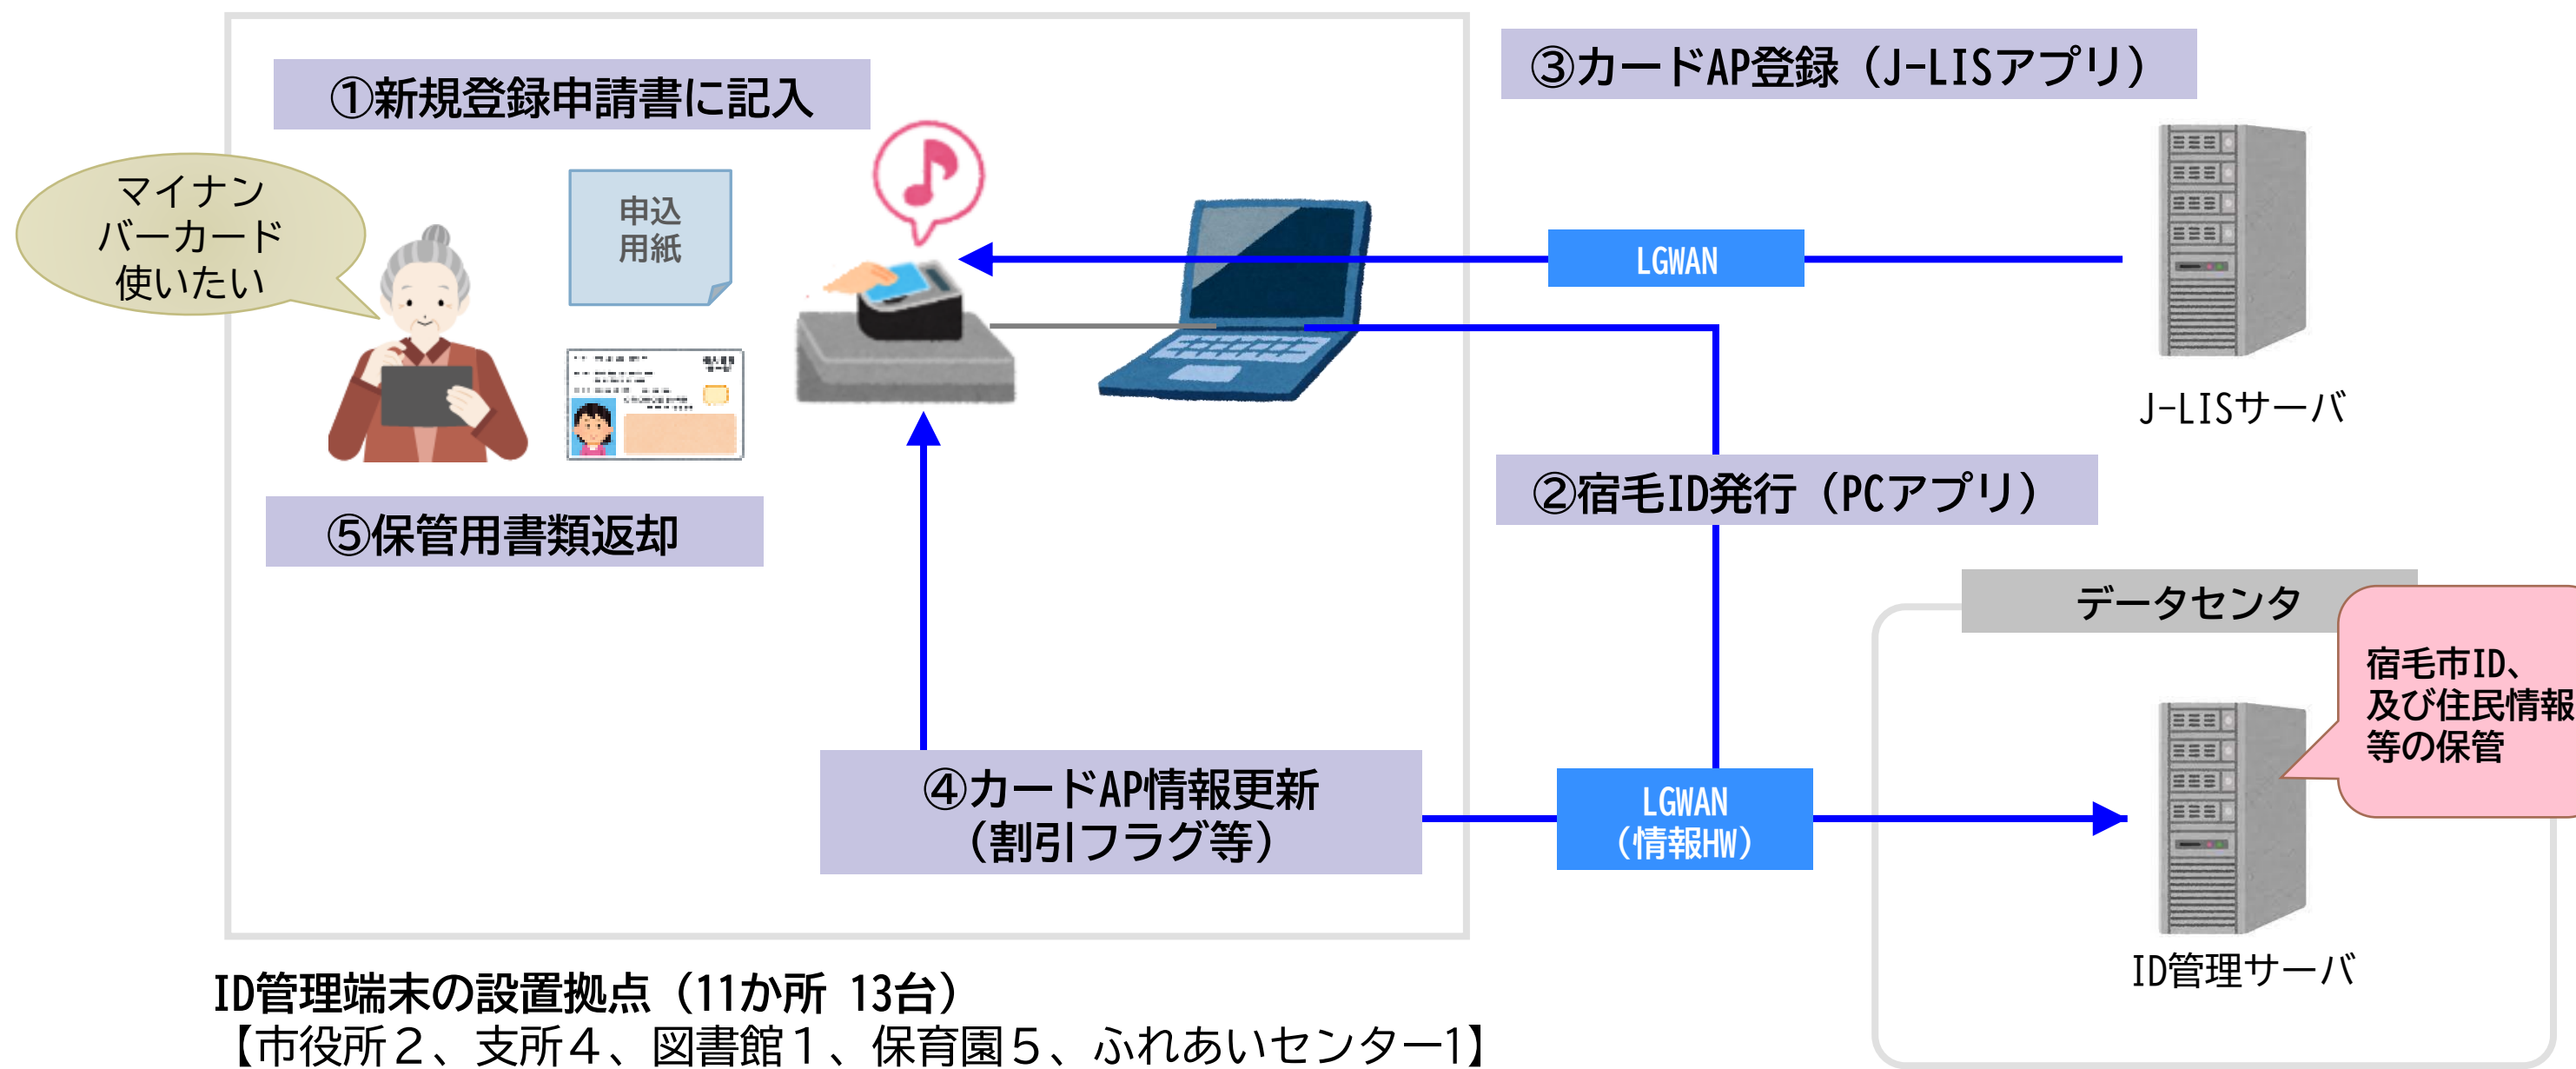 ①新規登録申請書に記入
③カードAP登録（J-LISアプリ）
マイナン
バーカード
使いたい
申込
用紙
LGWAN
J-LISサーバ
②宿毛ID発行（PCアプリ）
⑤保管用書類返却
データセンタ
宿毛市ID、
及び住民情報
等の保管
④カードAP情報更新
（割引フラグ等）
LGWAN
（情報HW）
ID管理サーバ
ID管理端末の設置拠点（11か所 13台）
【市役所２、支所４、図書館１、保育園５、ふれあいセンター1】